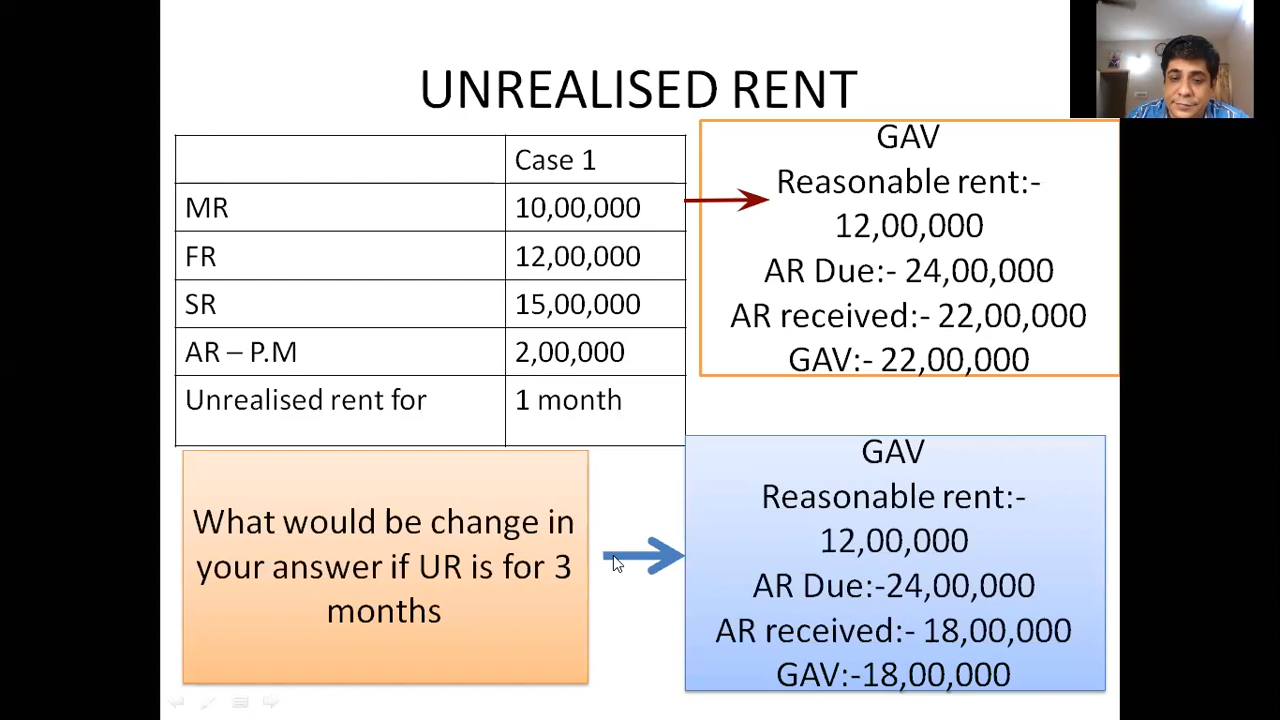 UNREALISED RENT
Case 1
MR 10,00,000
FR 12,00,000
SR 15,00,000
AR – P.M 2,00,000
Unrealised rent for 1 month
GAV
Reasonable rent:-
12,00,000
AR Due:- 24,00,000
AR received:- 22,00,000
GAV:- 22,00,000
What would be change in
your answer if UR is for 3
months
GAV
Reasonable rent:-
12,00,000
AR Due:-24,00,000
AR received:- 18,00,000
GAV:-18,00,000